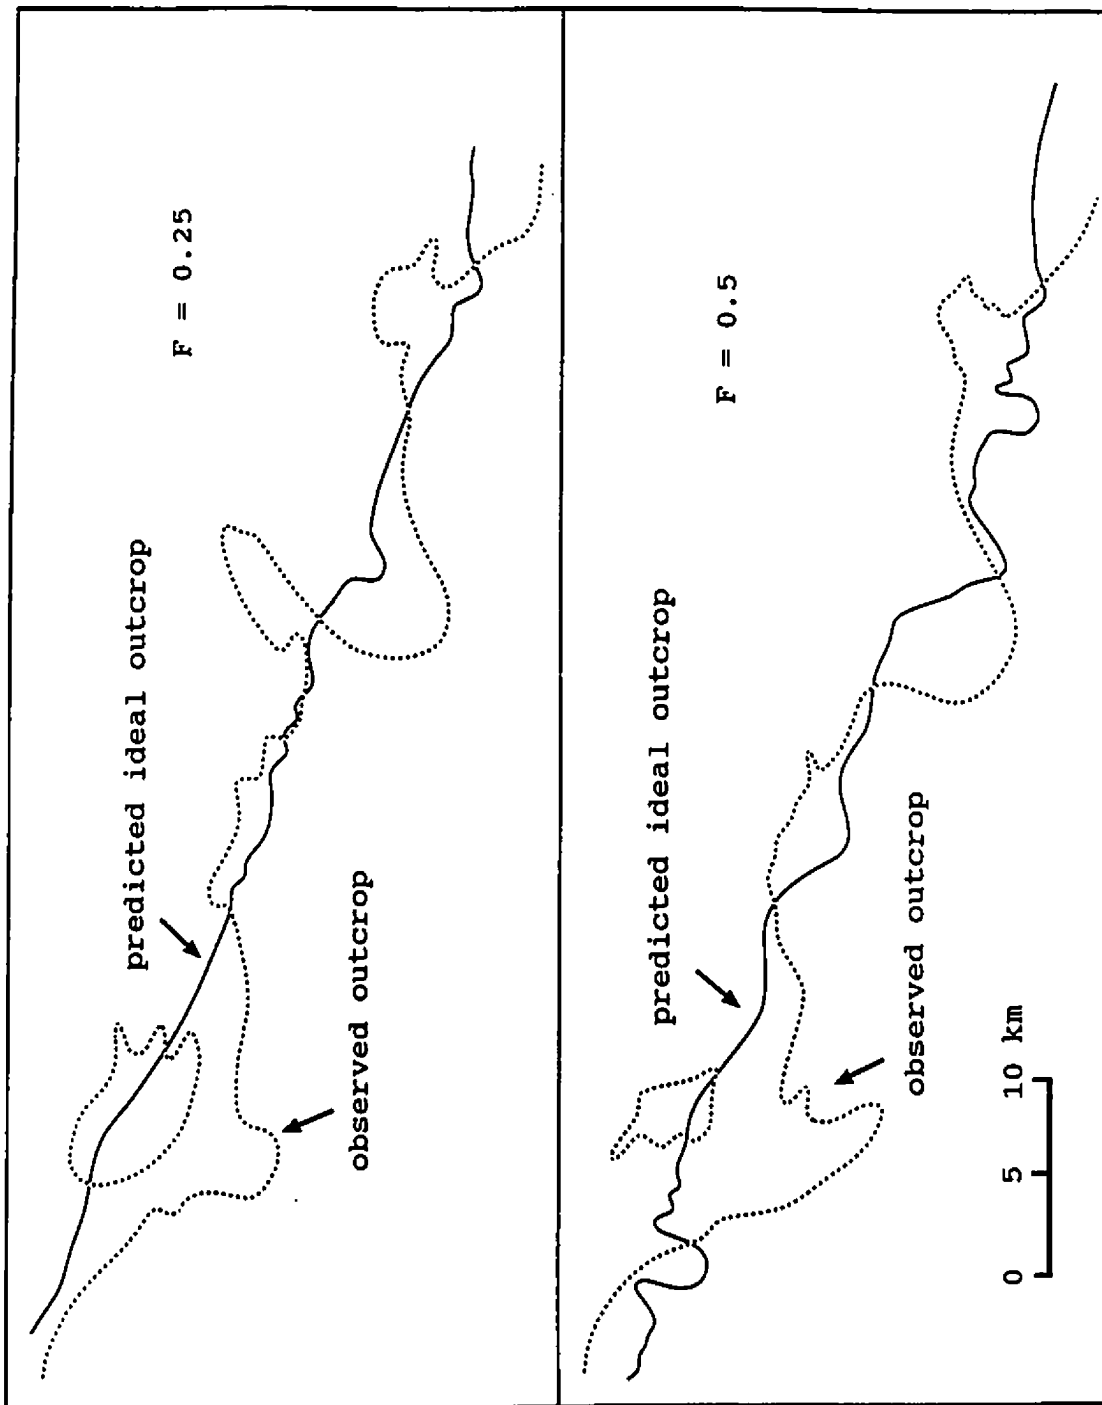 F = 0.25
predicted ideal outcrop
observed outcrop
F = 0.5
predicted ideal outcrop
observed outcrop
0 5 10 km